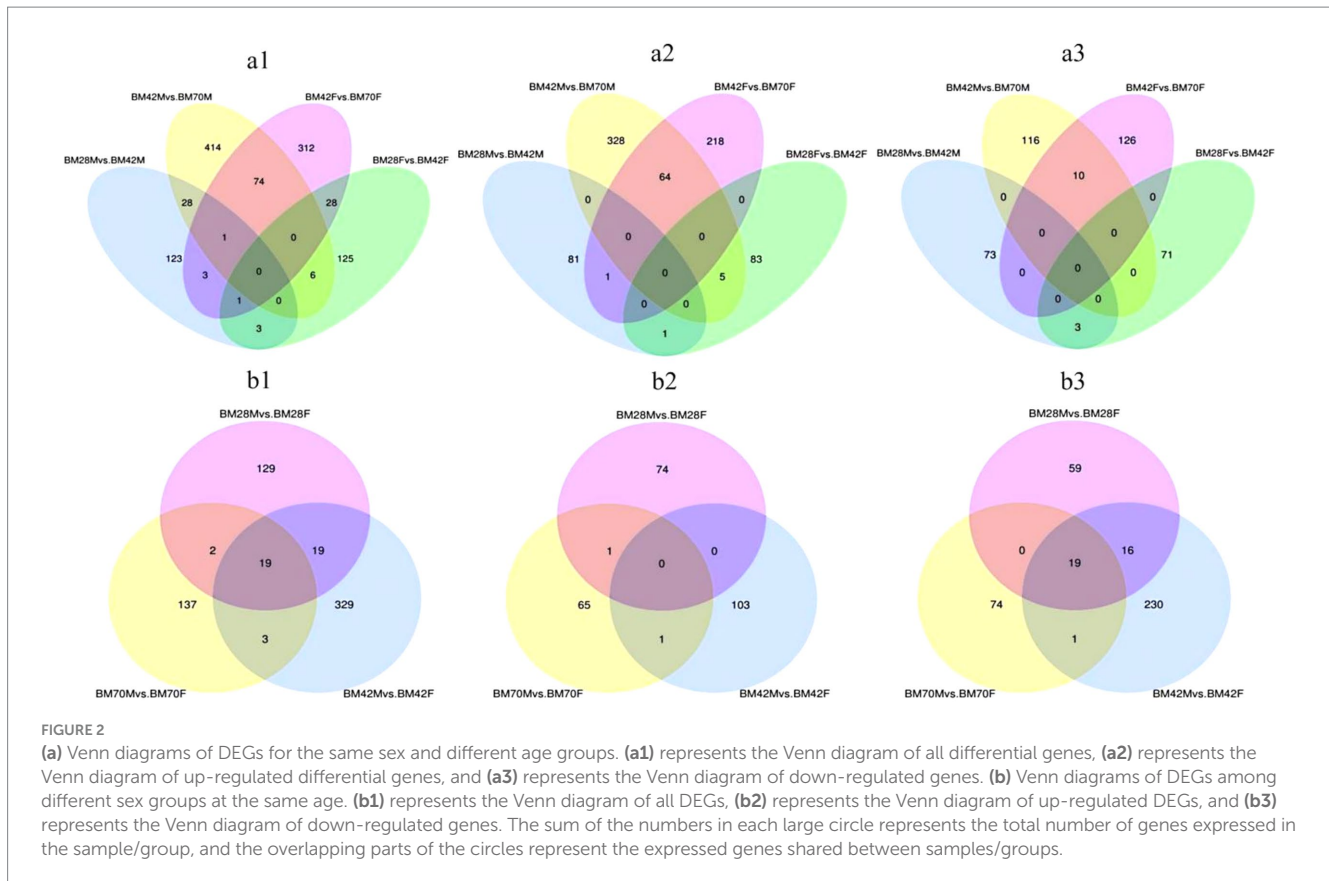 a1
a2
a3
BM42Mvs.BM70M
BM42Fvs.BM70F
BM28Mvs.BM42M
BM28Fvs.BM42F
414
312
74
28
28
1
0
123
125
3
0
6
1
0
3
BM42Mvs.BM70M
BM42Fvs.BM70F
BM28Mvs.BM42M
BM28Fvs.BM42F
328
218
64
0
0
0
0
81
83
1
0
5
0
0
1
BM42Mvs.BM70M
BM42Fvs.BM70F
BM28Mvs.BM42M
BM28Fvs.BM42F
116
126
10
0
0
0
0
73
71
0
0
0
0
0
3
b1
b2
b3
BM28Mvs.BM28F
129
2
19
19
137
329
3
BM70Mvs.BM70F
BM42Mvs.BM42F
BM28Mvs.BM28F
74
1
0
0
65
103
1
BM70Mvs.BM70F
BM42Mvs.BM42F
BM28Mvs.BM28F
59
0
16
19
74
230
1
BM70Mvs.BM70F
BM42Mvs.BM42F
FIGURE 2
(a) Venn diagrams of DEGs for the same sex and different age groups. (a1) represents the Venn diagram of all differential genes, (a2) represents the
Venn diagram of up-regulated differential genes, and (a3) represents the Venn diagram of down-regulated genes. (b) Venn diagrams of DEGs among
different sex groups at the same age. (b1) represents the Venn diagram of all DEGs, (b2) represents the Venn diagram of up-regulated DEGs, and (b3)
represents the Venn diagram of down-regulated genes. The sum of the numbers in each large circle represents the total number of genes expressed in
the sample/group, and the overlapping parts of the circles represent the expressed genes shared between samples/groups.